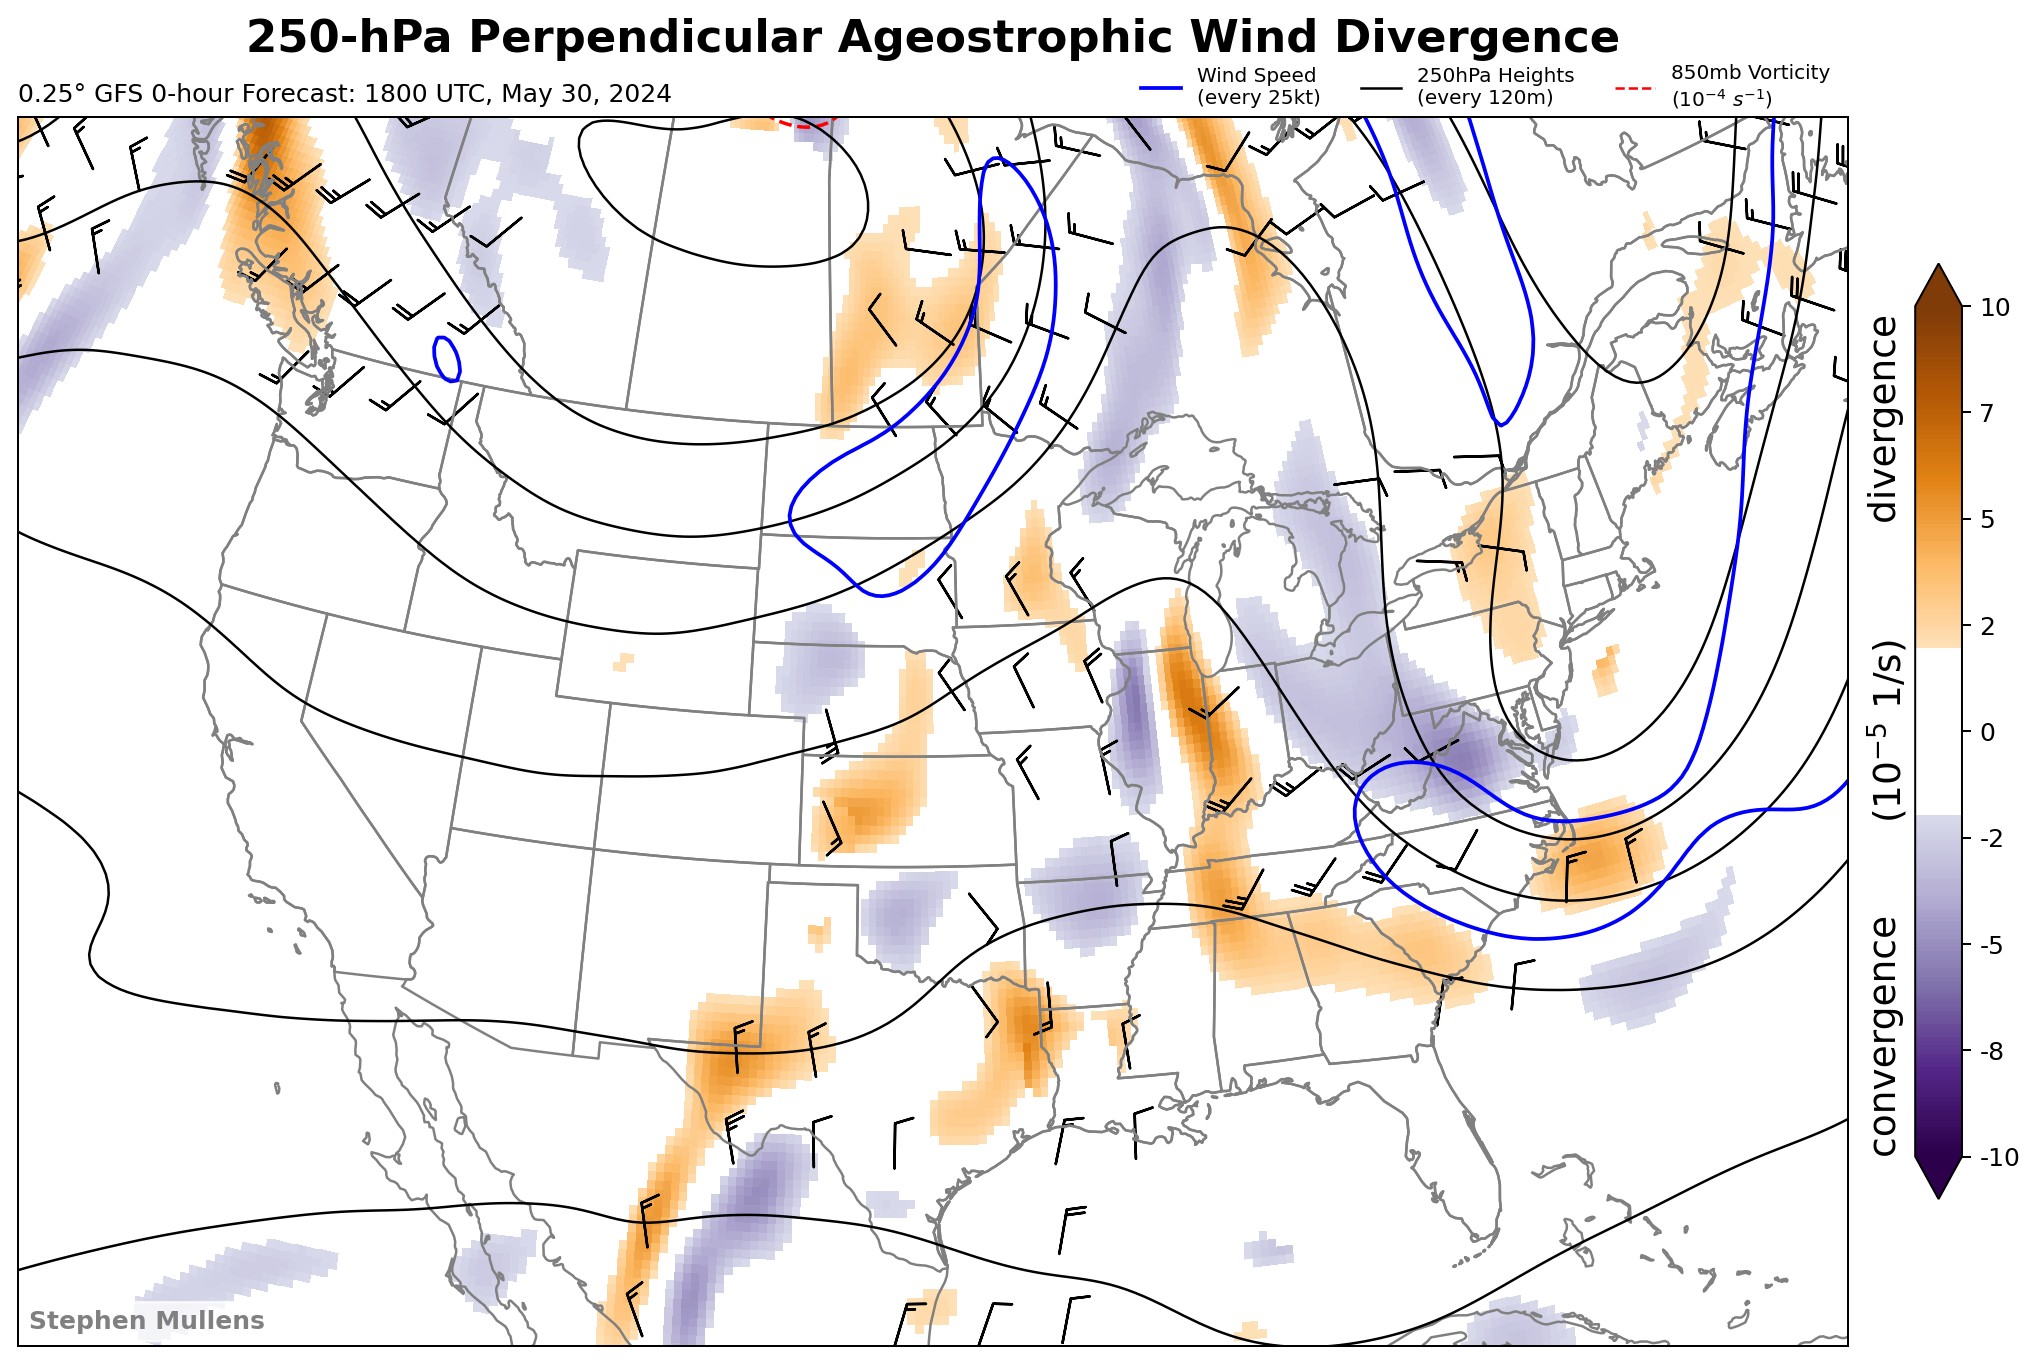 250-hPa Perpendicular Ageostrophic Wind Divergence
0.25° GFS 0-hour Forecast: 1800 UTC, May 30, 2024
Wind Speed
(every 25kt)
250hPa Heights
(every 120m)
850mb Vorticity
(10⁻⁴ s⁻¹)
10
7
5
2
0
-2
-5
-8
-10
convergence (10⁻⁵ 1/s) divergence
Stephen Mullens